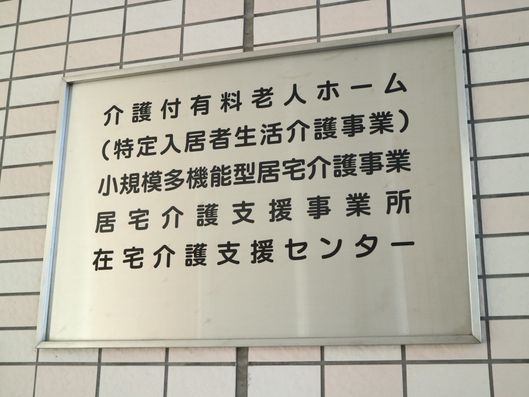 介護付有料老人ホーム
(特定入居者生活介護事業)
小規模多機能型居宅介護事業
居宅介護支援事業所
在宅介護支援センター